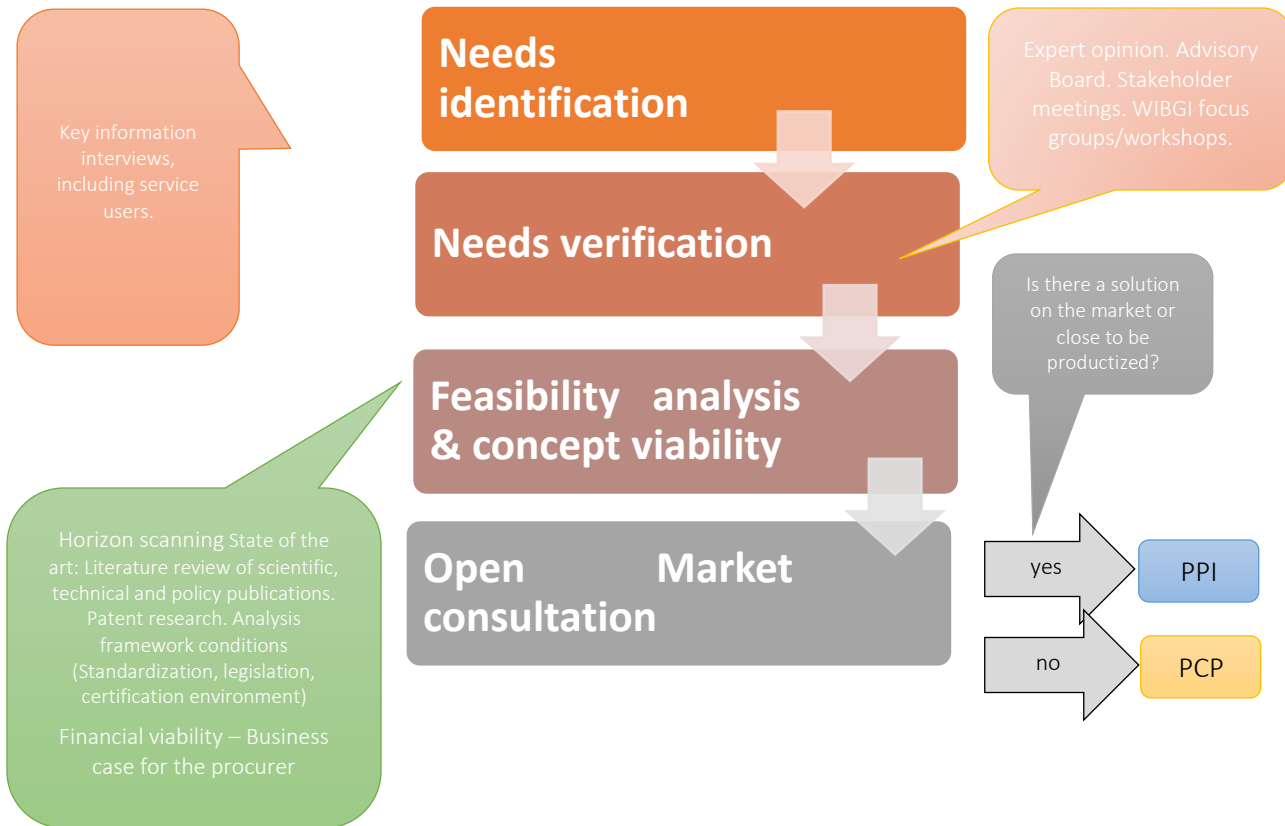 Key information
interviews,
including service
users.
Needs
identification
Expert opinion. Advisory
Board. Stakeholder
meetings. WIBGI focus
groups/workshops.
Needs verification
Is there a solution
on the market or
close to be
productized?
Feasibility analysis
& concept viability
Horizon scanning State of the
art: Literature review of scientific,
technical and policy publications.
Patent research. Analysis
framework conditions
(Standardization, legislation,
certification environment)
Financial viability – Business
case for the procurer
Open Market
consultation
yes
PPI
no
PCP